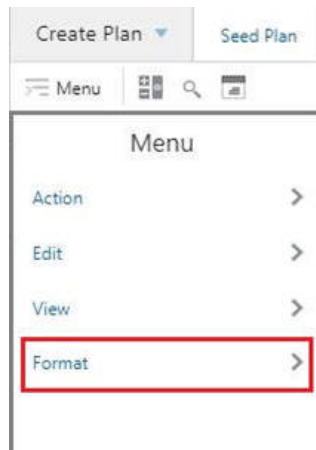 Create Plan Seed Plan
Menu
Menu
Action
Edit
View
Format